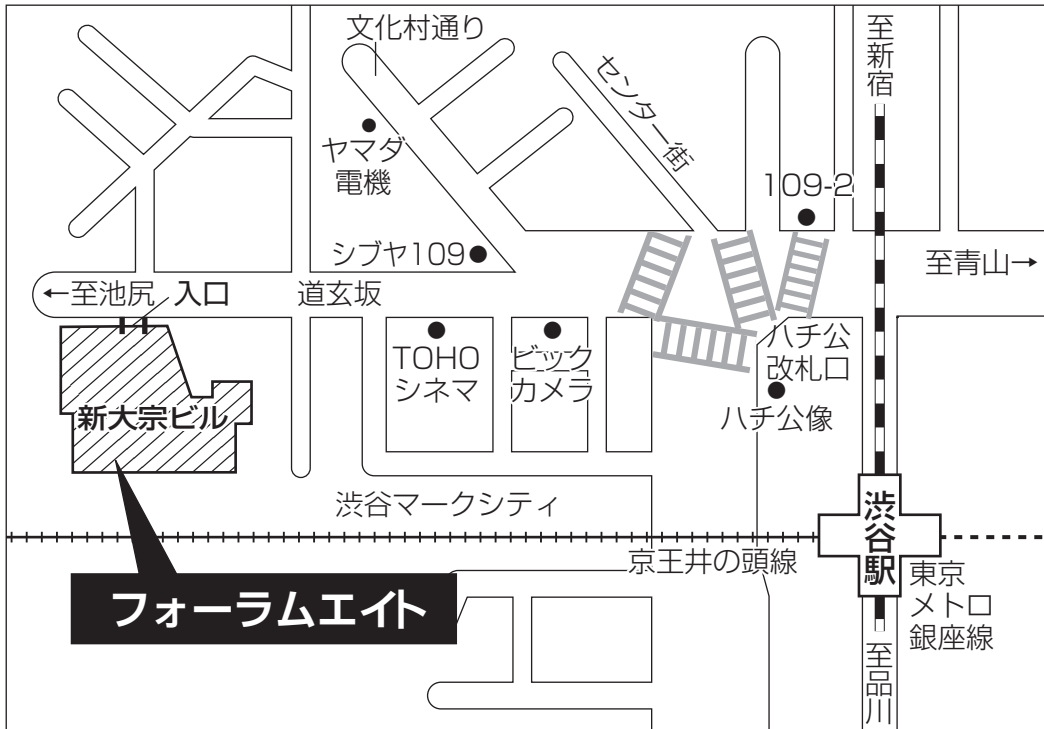 文化村通り
至新宿
センター街
ヤマダ
電機
109-2
シブヤ109
至青山→
←至池尻
入口
道玄坂
TOHO
シネマ
ビック
カメラ
ハチ公
改札口
ハチ公像
新大宗ビル
渋谷マークシティ
渋谷駅
京王井の頭線
東京
メトロ
銀座線
フォーラムエイト
至品川